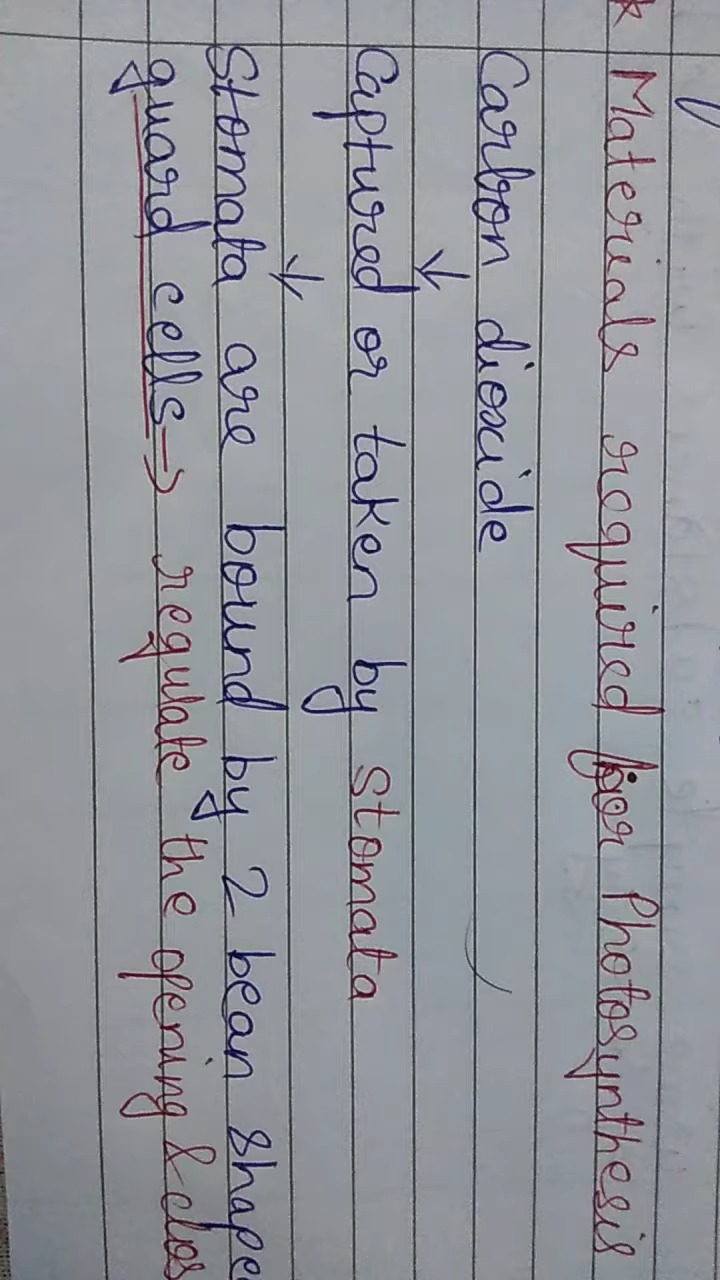 * Materials required for Photosynthesis
Carbon dioxide
↓
Captured or taken by stomata
↓
Stomata are bound by 2 bean shape
guard cells → regulate the opening & clos